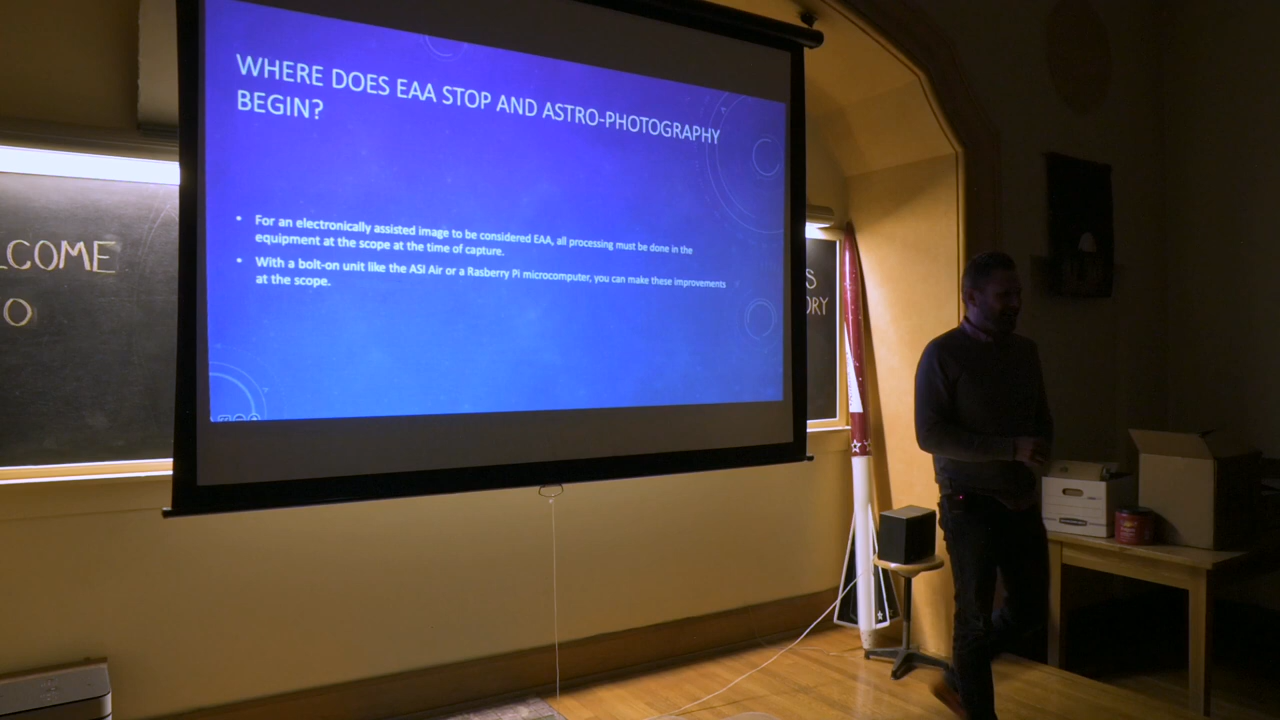 WHERE DOES EAA STOP AND ASTRO-PHOTOGRAPHY
BEGIN?
• For an electronically assisted image to be considered EAA, all processing must be done in the
equipment at the scope at the time of capture.
• With a bolt-on unit like the ASI Air or a Rasberry Pi microcomputer, you can make these improvements
at the scope.
LCOME
O
S
ORY